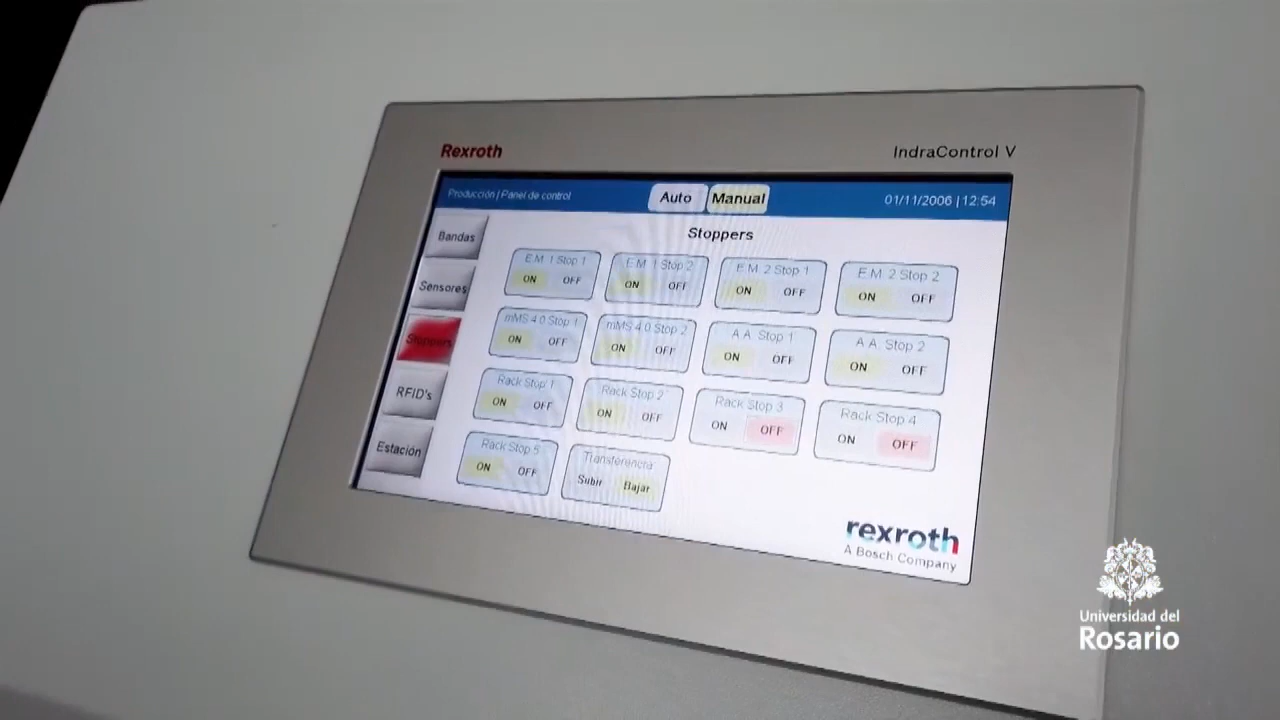 Rexroth
IndraControl V
Producción | Panel de control
Auto
Manual
01/11/2006 | 12:54
Stoppers
Bandas
Sensores
Stoppers
RFID's
Estación
E.M. 1 Stop 1
ON OFF
E.M. 1 Stop 2
ON OFF
E.M. 2 Stop 1
ON OFF
E.M. 2 Stop 2
ON OFF
mMS 4.0 Stop 1
ON OFF
mMS 4.0 Stop 2
ON OFF
A.A. Stop 1
ON OFF
A.A. Stop 2
ON OFF
Rack Stop 1
ON OFF
Rack Stop 2
ON OFF
Rack Stop 3
ON OFF
Rack Stop 4
ON OFF
Rack Stop 5
ON OFF
Transferencia
Subir Bajar
rexroth
A Bosch Company
Universidad del
Rosario